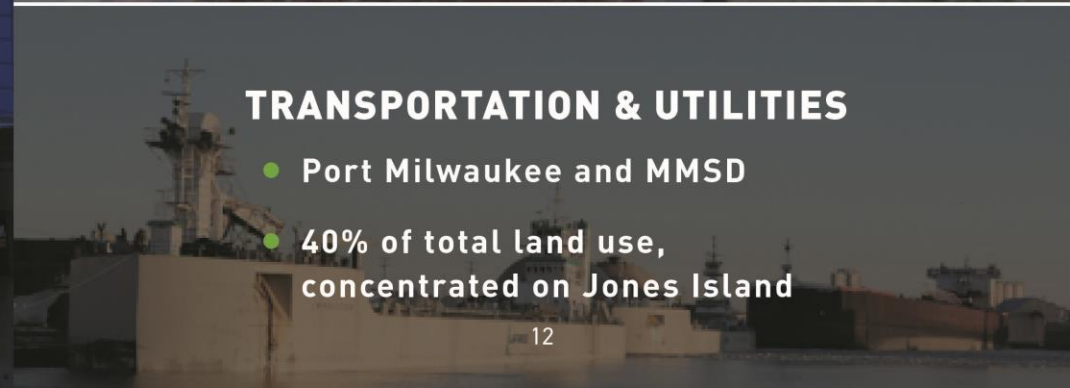 TRANSPORTATION & UTILITIES
Port Milwaukee and MMSD
40% of total land use,
concentrated on Jones Island
12